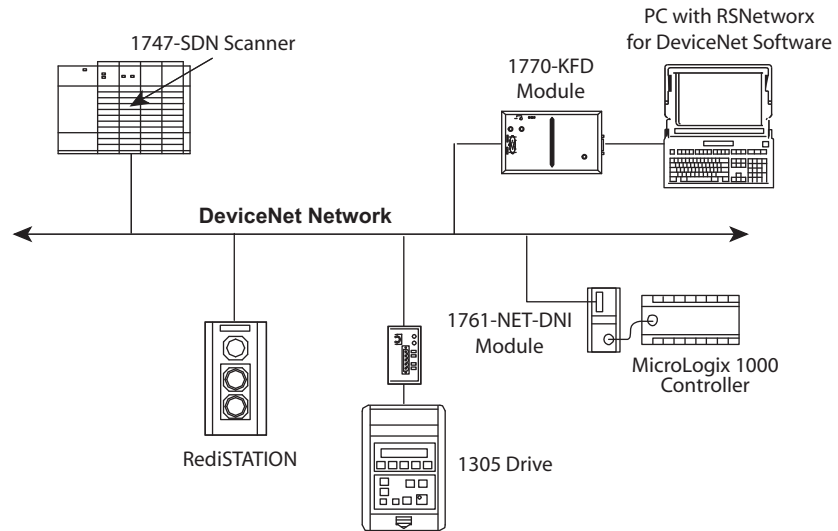 1747-SDN Scanner
PC with RSNetworx
for DeviceNet Software
1770-KFD
Module
DeviceNet Network
1761-NET-DNI
Module
MicroLogix 1000
Controller
RediSTATION
1305 Drive